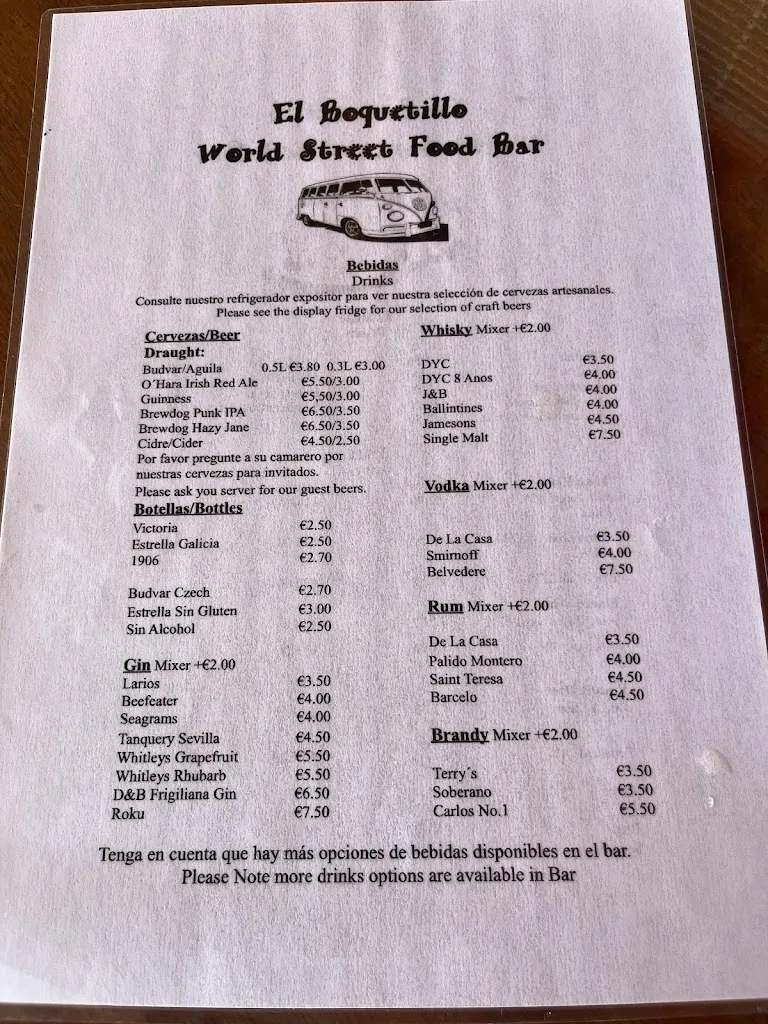 El Boquetillo
World Street Food Bar
Bebidas
Drinks
Consulte nuestro refrigerador expositor para ver nuestra selección de cervezas artesanales.
Please see the display fridge for our selection of craft beers
Cervezas/Beer
Draught:
Budvar/Aguila 0.5L €3.80 0.3L €3.00
O´Hara Irish Red Ale €5.50/3.00
Guinness €5,50/3.00
Brewdog Punk IPA €6.50/3.50
Brewdog Hazy Jane €6.50/3.50
Cidre/Cider €4.50/2.50
Por favor pregunte a su camarero por
nuestras cervezas para invitados.
Please ask you server for our guest beers.
Botellas/Bottles
Victoria €2.50
Estrella Galicia €2.50
1906 €2.70
Budvar Czech €2.70
Estrella Sin Gluten €3.00
Sin Alcohol €2.50
Gin Mixer +€2.00
Larios €3.50
Beefeater €4.00
Seagrams €4.00
Tanquery Sevilla €4.50
Whitleys Grapefruit €5.50
Whitleys Rhubarb €5.50
D&B Frigiliana Gin €6.50
Roku €7.50
Whisky Mixer +€2.00
DYC €3.50
DYC 8 Anos €4.00
J&B €4.00
Ballintines €4.00
Jamesons €4.50
Single Malt €7.50
Vodka Mixer +€2.00
De La Casa €3.50
Smirnoff €4.00
Belvedere €7.50
Rum Mixer +€2.00
De La Casa €3.50
Palido Montero €4.00
Saint Teresa €4.50
Barcelo €4.50
Brandy Mixer +€2.00
Terry´s €3.50
Soberano €3.50
Carlos No.1 €5.50
Tenga en cuenta que hay más opciones de bebidas disponibles en el bar.
Please Note more drinks options are available in Bar